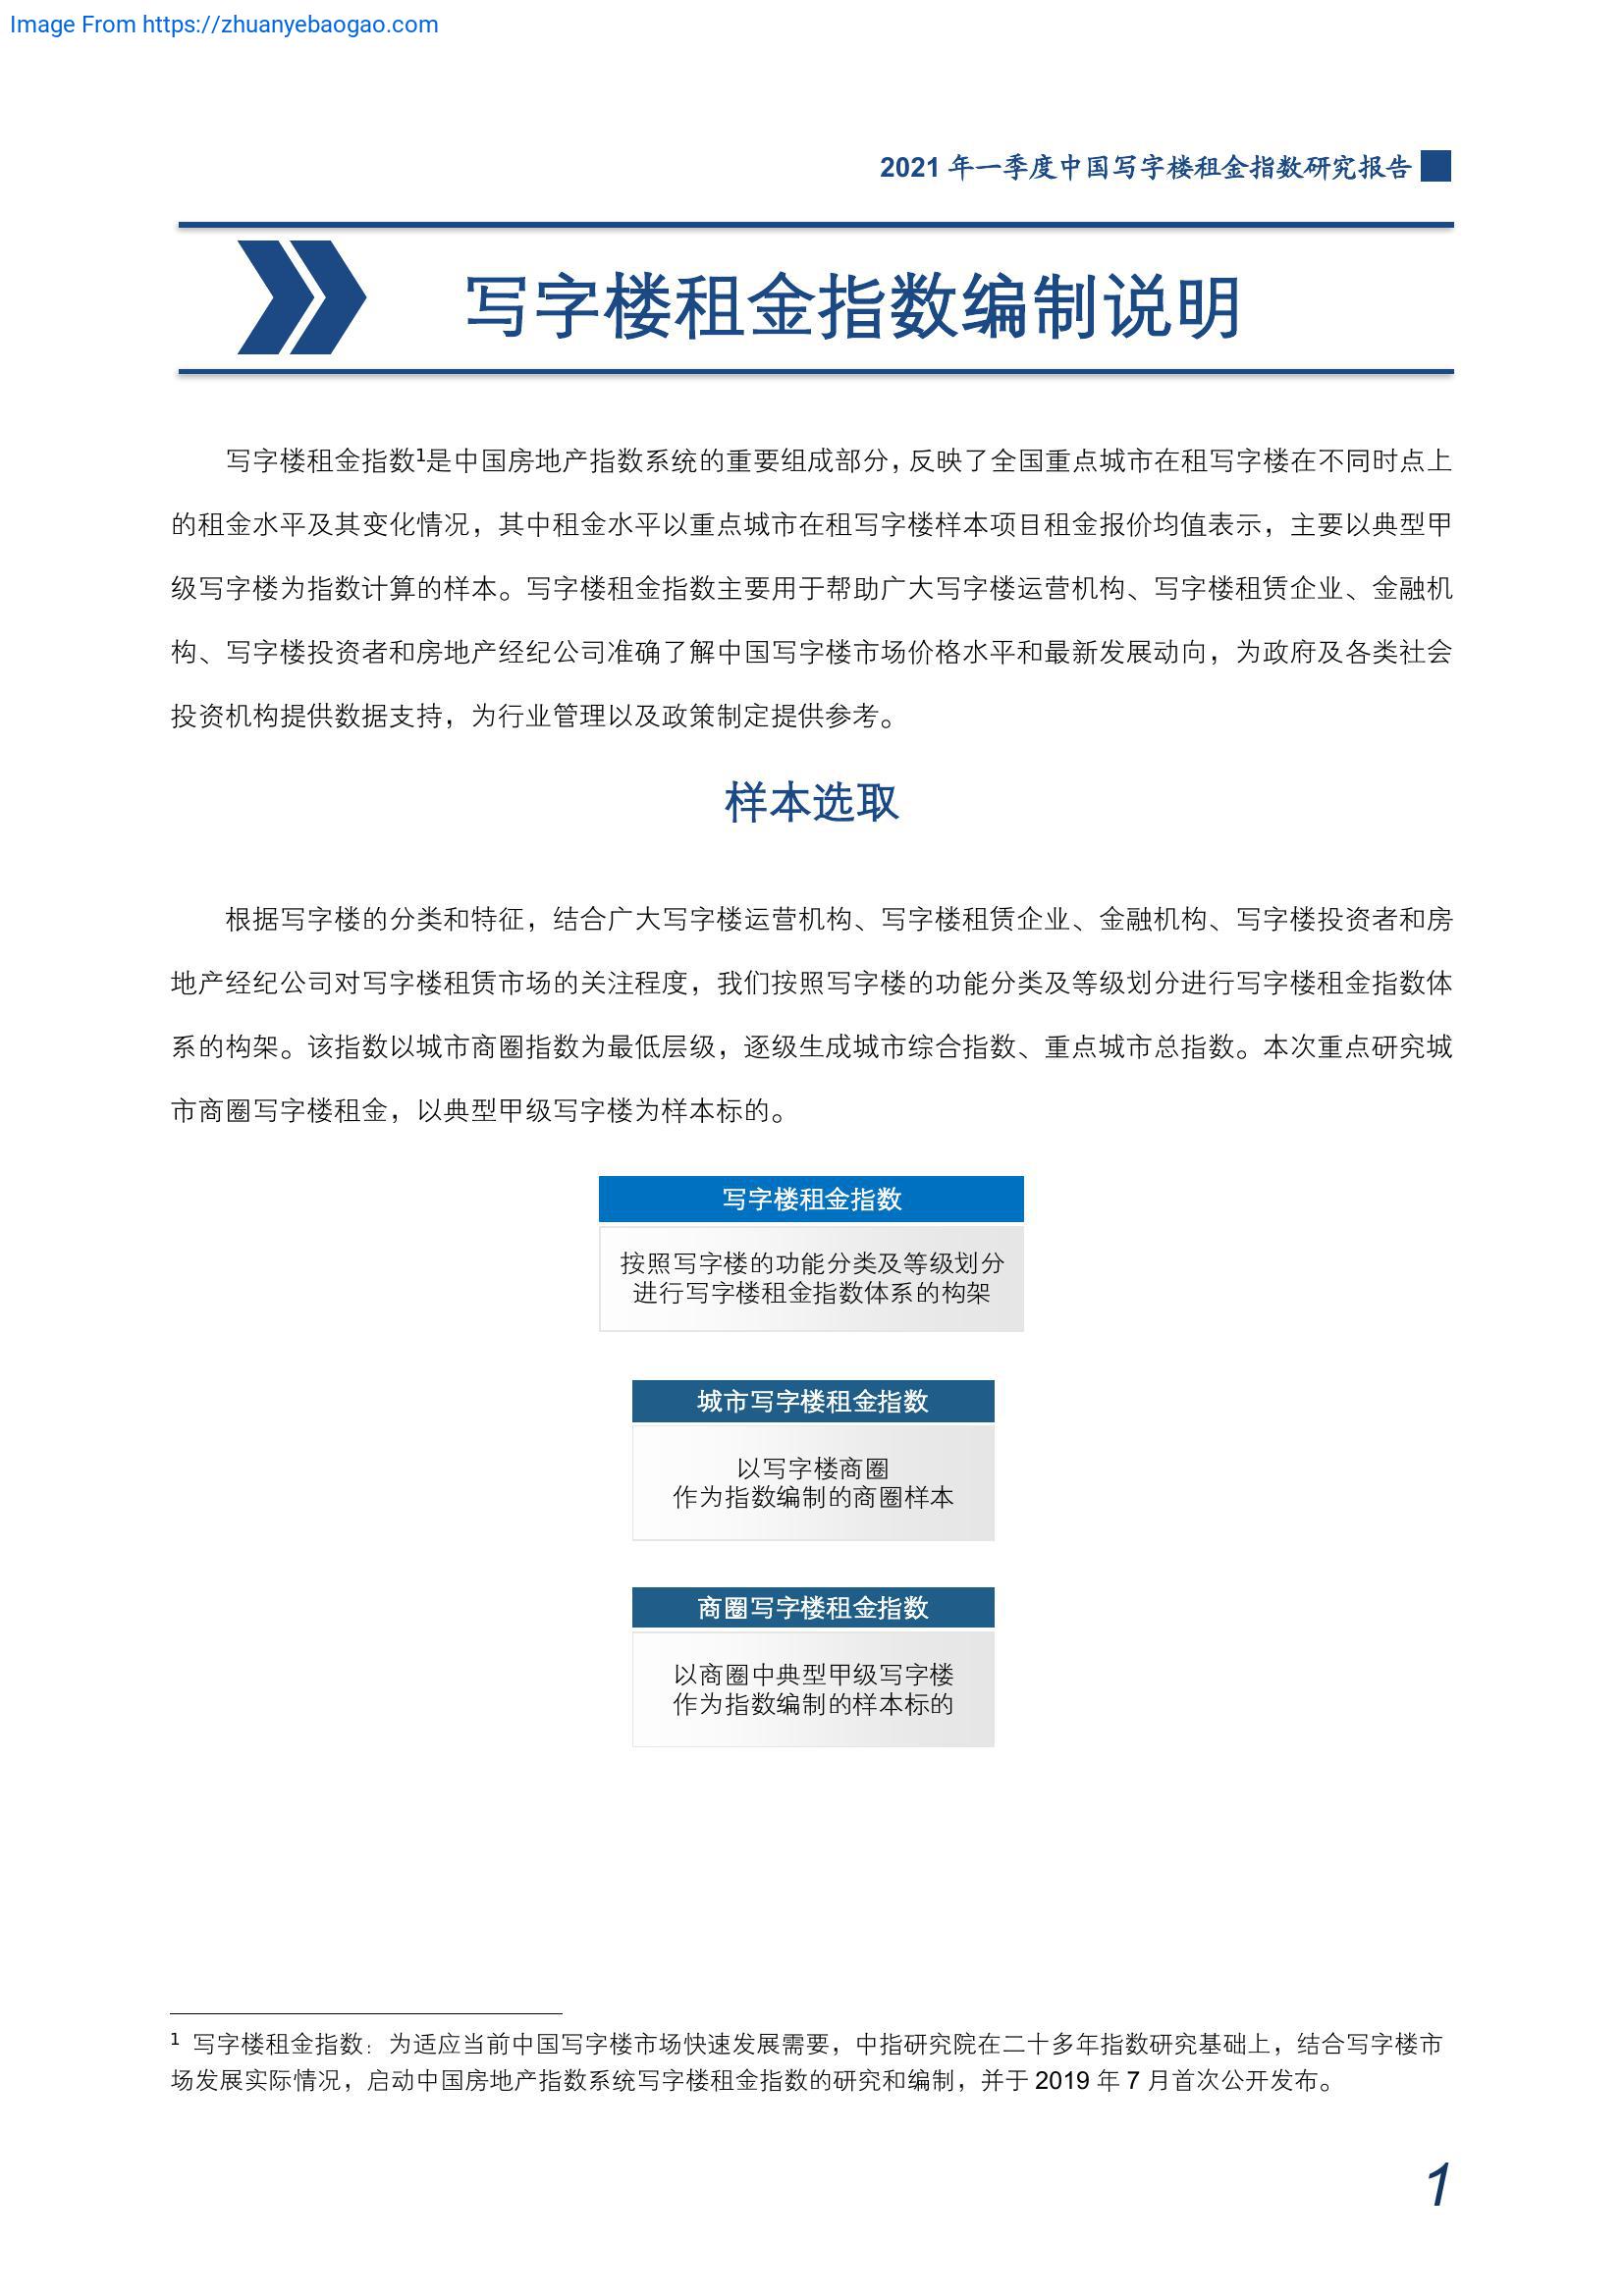 Image From https://zhuanyebaogao.com
2021 年一季度中国写字楼租金指数研究报告
写字楼租金指数编制说明
写字楼租金指数¹是中国房地产指数系统的重要组成部分，反映了全国重点城市在租写字楼在不同时点上
的租金水平及其变化情况，其中租金水平以重点城市在租写字楼样本项目租金报价均值表示，主要以典型甲
级写字楼为指数计算的样本。写字楼租金指数主要用于帮助广大写字楼运营机构、写字楼租赁企业、金融机
构、写字楼投资者和房地产经纪公司准确了解中国写字楼市场价格水平和最新发展动向，为政府及各类社会
投资机构提供数据支持，为行业管理以及政策制定提供参考。
样本选取
根据写字楼的分类和特征，结合广大写字楼运营机构、写字楼租赁企业、金融机构、写字楼投资者和房
地产经纪公司对写字楼租赁市场的关注程度，我们按照写字楼的功能分类及等级划分进行写字楼租金指数体
系的构架。该指数以城市商圈指数为最低层级，逐级生成城市综合指数、重点城市总指数。本次重点研究城
市商圈写字楼租金，以典型甲级写字楼为样本标的。
写字楼租金指数
按照写字楼的功能分类及等级划分
进行写字楼租金指数体系的构架
城市写字楼租金指数
以写字楼商圈
作为指数编制的商圈样本
商圈写字楼租金指数
以商圈中典型甲级写字楼
作为指数编制的样本标的
¹ 写字楼租金指数：为适应当前中国写字楼市场快速发展需要，中指研究院在二十多年指数研究基础上，结合写字楼市
场发展实际情况，启动中国房地产指数系统写字楼租金指数的研究和编制，并于 2019 年 7 月首次公开发布。
1